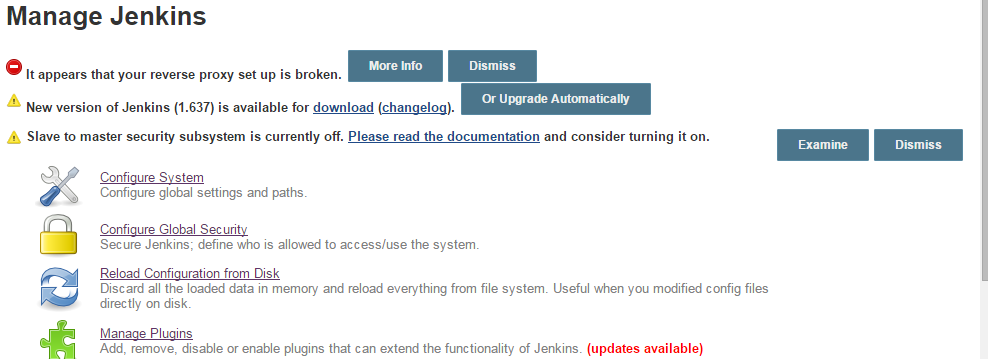 Manage Jenkins
It appears that your reverse proxy set up is broken. More Info Dismiss
New version of Jenkins (1.637) is available for download (changelog). Or Upgrade Automatically
Slave to master security subsystem is currently off. Please read the documentation and consider turning it on.
Examine Dismiss
Configure System
Configure global settings and paths.
Configure Global Security
Secure Jenkins; define who is allowed to access/use the system.
Reload Configuration from Disk
Discard all the loaded data in memory and reload everything from file system. Useful when you modified config files
directly on disk.
Manage Plugins
Add, remove, disable or enable plugins that can extend the functionality of Jenkins. (updates available)